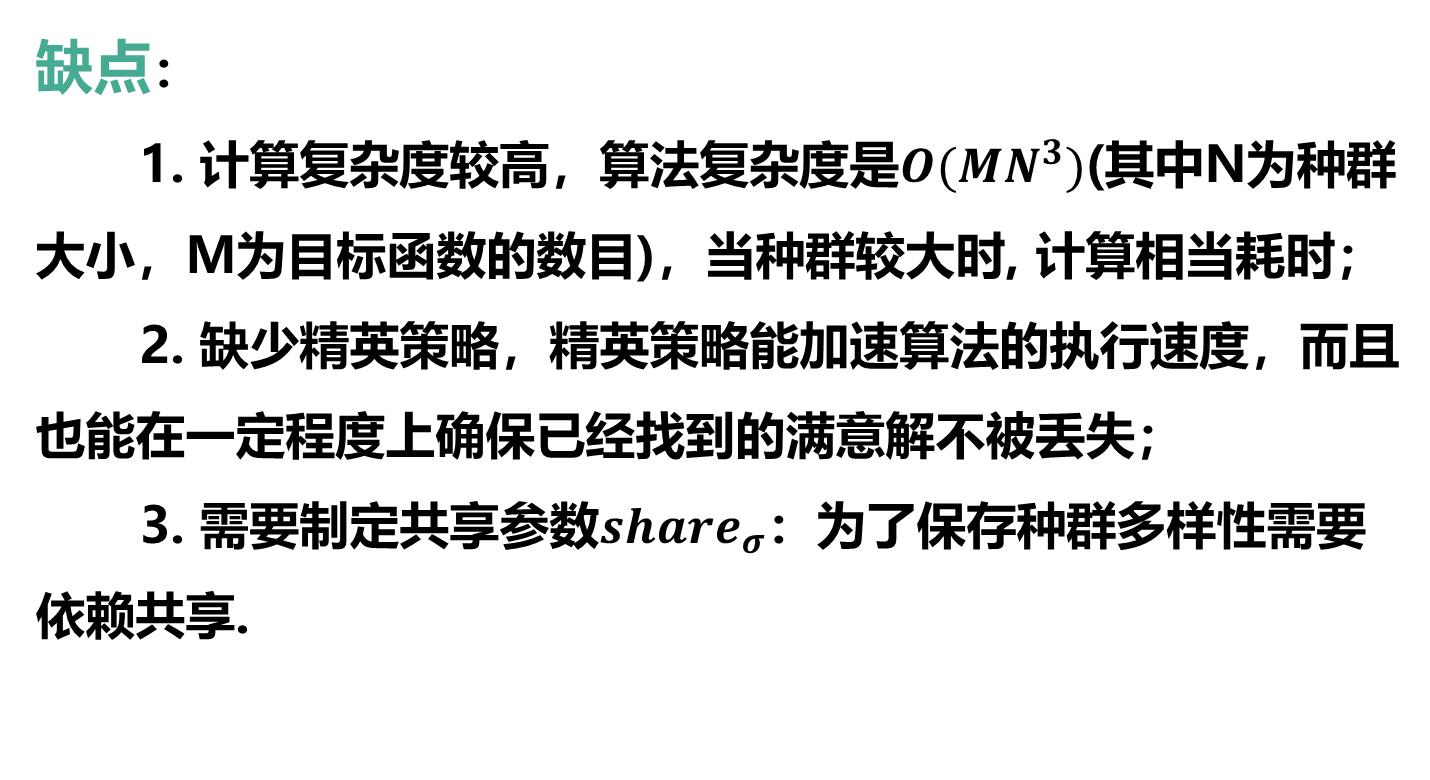 缺点：
1. 计算复杂度较高，算法复杂度是𝑶(𝑴𝑵³)(其中N为种群
大小，M为目标函数的数目)，当种群较大时, 计算相当耗时；
2. 缺少精英策略，精英策略能加速算法的执行速度，而且
也能在一定程度上确保已经找到的满意解不被丢失；
3. 需要制定共享参数share_σ：为了保存种群多样性需要
依赖共享.